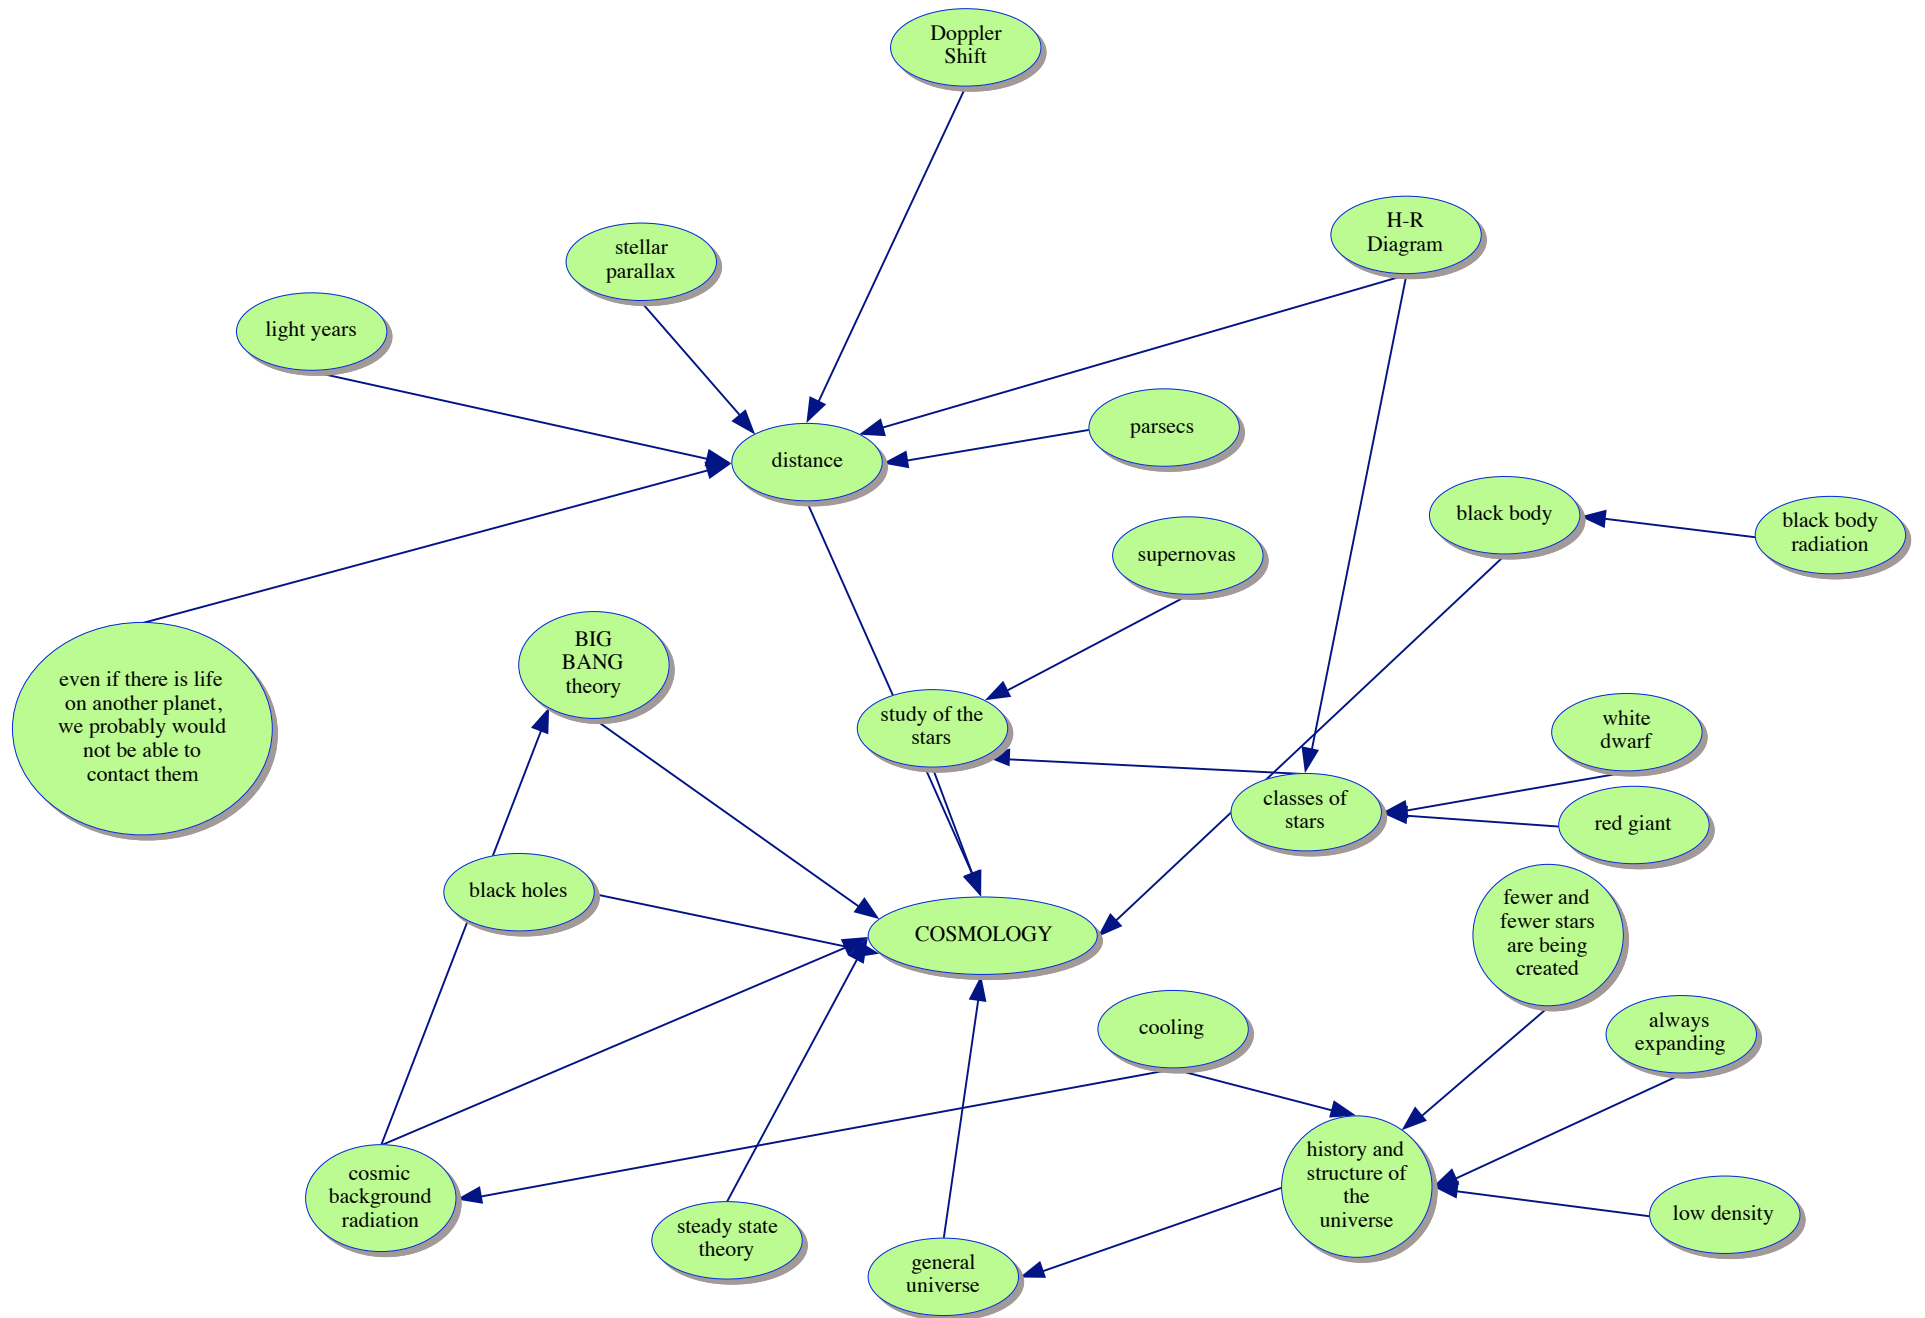 Doppler
Shift
H-R
Diagram
stellar
parallax
light years
parsecs
distance
black body
black body
radiation
supernovas
BIG
BANG
theory
even if there is life
on another planet,
we probably would
not be able to
contact them
study of the
stars
white
dwarf
classes of
stars
red giant
black holes
COSMOLOGY
fewer and
fewer stars
are being
created
cooling
always
expanding
history and
structure of
the
universe
cosmic
background
radiation
low density
steady state
theory
general
universe